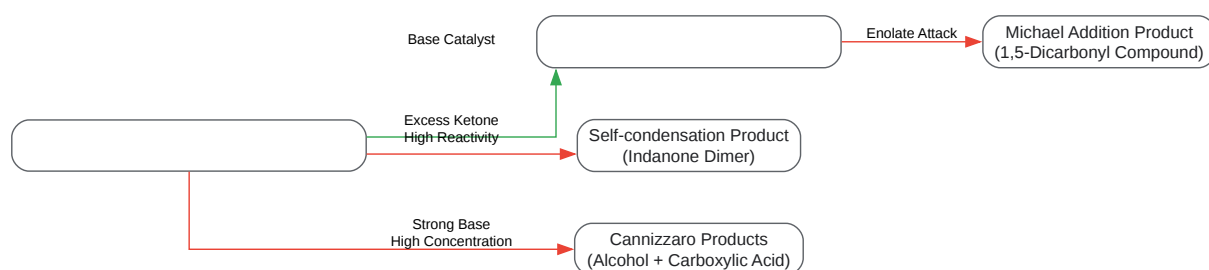 Base Catalyst
Enolate Attack
Michael Addition Product
(1,5-Dicarbonyl Compound)
Excess Ketone
High Reactivity
Self-condensation Product
(Indanone Dimer)
Strong Base
High Concentration
Cannizzaro Products
(Alcohol + Carboxylic Acid)